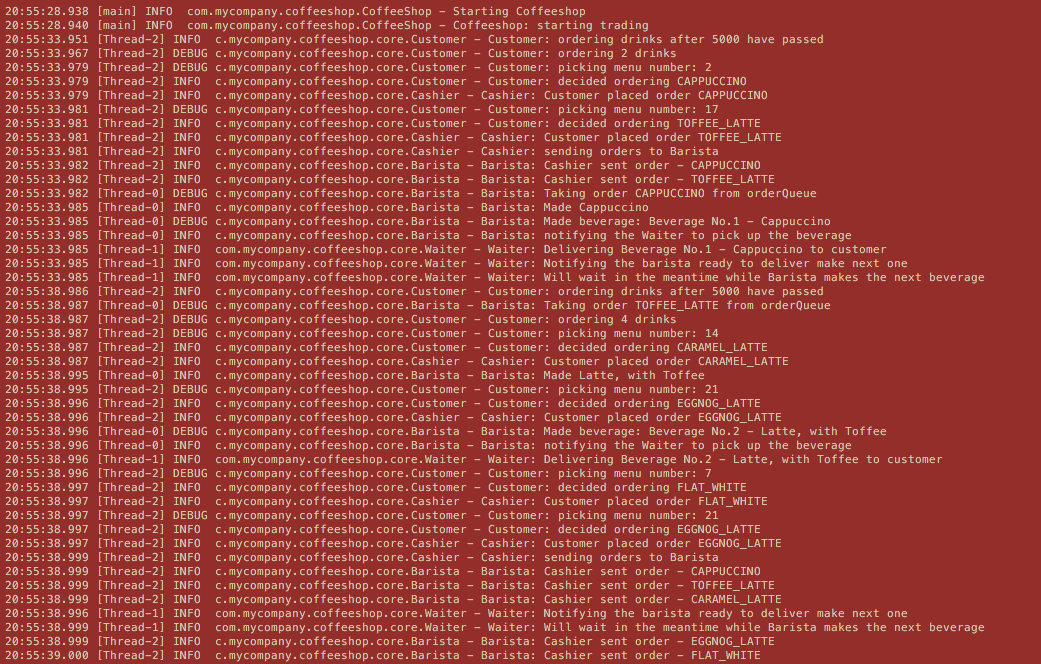 20:55:28.938 [main] INFO  com.mycompany.coffeeshop.CoffeeShop - Starting Coffeeshop
20:55:28.940 [main] INFO  com.mycompany.coffeeshop.core.Customer - Coffeeshop: starting trading
20:55:33.951 [Thread-2] INFO  c.mycompany.coffeeshop.core.Customer - Customer: ordering drinks after 5000 have passed
20:55:33.967 [Thread-2] DEBUG c.mycompany.coffeeshop.core.Customer - Customer: ordering 2 drinks
20:55:33.979 [Thread-2] DEBUG c.mycompany.coffeeshop.core.Customer - Customer: picking menu number: 2
20:55:33.979 [Thread-2] INFO  c.mycompany.coffeeshop.core.Customer - Customer: decided ordering CAPPUCCINO
20:55:33.979 [Thread-2] INFO  c.mycompany.coffeeshop.core.Cashier - Cashier: Customer placed order CAPPUCCINO
20:55:33.981 [Thread-2] DEBUG c.mycompany.coffeeshop.core.Customer - Customer: picking menu number: 17
20:55:33.981 [Thread-2] INFO  c.mycompany.coffeeshop.core.Customer - Customer: decided ordering TOFFEE_LATTE
20:55:33.981 [Thread-2] INFO  c.mycompany.coffeeshop.core.Cashier - Cashier: Customer placed order TOFFEE_LATTE
20:55:33.981 [Thread-2] INFO  c.mycompany.coffeeshop.core.Cashier - Cashier: sending orders to Barista
20:55:33.982 [Thread-2] INFO  c.mycompany.coffeeshop.core.Barista - Barista: Cashier sent order - CAPPUCCINO
20:55:33.982 [Thread-2] INFO  c.mycompany.coffeeshop.core.Barista - Barista: Cashier sent order - TOFFEE_LATTE
20:55:33.982 [Thread-0] DEBUG c.mycompany.coffeeshop.core.Barista - Barista: Taking order CAPPUCCINO from orderQueue
20:55:33.985 [Thread-0] INFO  c.mycompany.coffeeshop.core.Barista - Barista: Made Cappuccino
20:55:33.985 [Thread-0] DEBUG c.mycompany.coffeeshop.core.Barista - Barista: Made beverage: Beverage No.1 - Cappuccino
20:55:33.985 [Thread-0] INFO  c.mycompany.coffeeshop.core.Barista - Barista: notifying the Waiter to pick up the beverage
20:55:33.985 [Thread-1] INFO  com.mycompany.coffeeshop.core.Waiter - Waiter: Delivering Beverage No.1 - Cappuccino to customer
20:55:33.985 [Thread-1] INFO  com.mycompany.coffeeshop.core.Waiter - Waiter: Notifying the barista ready to deliver make next one
20:55:33.985 [Thread-1] INFO  com.mycompany.coffeeshop.core.Waiter - Waiter: Will wait in the meantime while Barista makes the next beverage
20:55:38.986 [Thread-2] INFO  c.mycompany.coffeeshop.core.Customer - Customer: ordering drinks after 5000 have passed
20:55:38.987 [Thread-0] DEBUG c.mycompany.coffeeshop.core.Barista - Barista: Taking order TOFFEE_LATTE from orderQueue
20:55:38.987 [Thread-2] DEBUG c.mycompany.coffeeshop.core.Customer - Customer: ordering 4 drinks
20:55:38.987 [Thread-2] DEBUG c.mycompany.coffeeshop.core.Customer - Customer: picking menu number: 14
20:55:38.987 [Thread-2] INFO  c.mycompany.coffeeshop.core.Customer - Customer: decided ordering CARAMEL_LATTE
20:55:38.987 [Thread-2] INFO  c.mycompany.coffeeshop.core.Cashier - Cashier: Customer placed order CARAMEL_LATTE
20:55:38.995 [Thread-0] INFO  c.mycompany.coffeeshop.core.Barista - Barista: Made Latte, with Toffee
20:55:38.995 [Thread-2] DEBUG c.mycompany.coffeeshop.core.Customer - Customer: picking menu number: 21
20:55:38.996 [Thread-2] INFO  c.mycompany.coffeeshop.core.Customer - Customer: decided ordering EGGNOG_LATTE
20:55:38.996 [Thread-2] INFO  c.mycompany.coffeeshop.core.Cashier - Cashier: Customer placed order EGGNOG_LATTE
20:55:38.996 [Thread-0] DEBUG c.mycompany.coffeeshop.core.Barista - Barista: Made beverage: Beverage No.2 - Latte, with Toffee
20:55:38.996 [Thread-0] INFO  c.mycompany.coffeeshop.core.Barista - Barista: notifying the Waiter to pick up the beverage
20:55:38.996 [Thread-1] INFO  com.mycompany.coffeeshop.core.Waiter - Waiter: Delivering Beverage No.2 - Latte, with Toffee to customer
20:55:38.996 [Thread-2] DEBUG c.mycompany.coffeeshop.core.Customer - Customer: picking menu number: 7
20:55:38.997 [Thread-2] INFO  c.mycompany.coffeeshop.core.Customer - Customer: decided ordering FLAT_WHITE
20:55:38.997 [Thread-2] INFO  c.mycompany.coffeeshop.core.Cashier - Cashier: Customer placed order FLAT_WHITE
20:55:38.997 [Thread-2] DEBUG c.mycompany.coffeeshop.core.Customer - Customer: picking menu number: 21
20:55:38.997 [Thread-2] INFO  c.mycompany.coffeeshop.core.Customer - Customer: decided ordering EGGNOG_LATTE
20:55:38.997 [Thread-2] INFO  c.mycompany.coffeeshop.core.Cashier - Cashier: Customer placed order EGGNOG_LATTE
20:55:38.999 [Thread-2] INFO  c.mycompany.coffeeshop.core.Cashier - Cashier: sending orders to Barista
20:55:38.999 [Thread-2] INFO  c.mycompany.coffeeshop.core.Barista - Barista: Cashier sent order - CAPPUCCINO
20:55:38.999 [Thread-2] INFO  c.mycompany.coffeeshop.core.Barista - Barista: Cashier sent order - TOFFEE_LATTE
20:55:38.999 [Thread-2] INFO  c.mycompany.coffeeshop.core.Barista - Barista: Cashier sent order - CARAMEL_LATTE
20:55:38.996 [Thread-1] INFO  com.mycompany.coffeeshop.core.Waiter - Waiter: Notifying the barista ready to deliver make next one
20:55:38.999 [Thread-1] INFO  com.mycompany.coffeeshop.core.Waiter - Waiter: Will wait in the meantime while Barista makes the next beverage
20:55:38.999 [Thread-2] INFO  c.mycompany.coffeeshop.core.Barista - Barista: Cashier sent order - EGGNOG_LATTE
20:55:39.000 [Thread-2] INFO  c.mycompany.coffeeshop.core.Barista - Barista: Cashier sent order - FLAT_WHITE